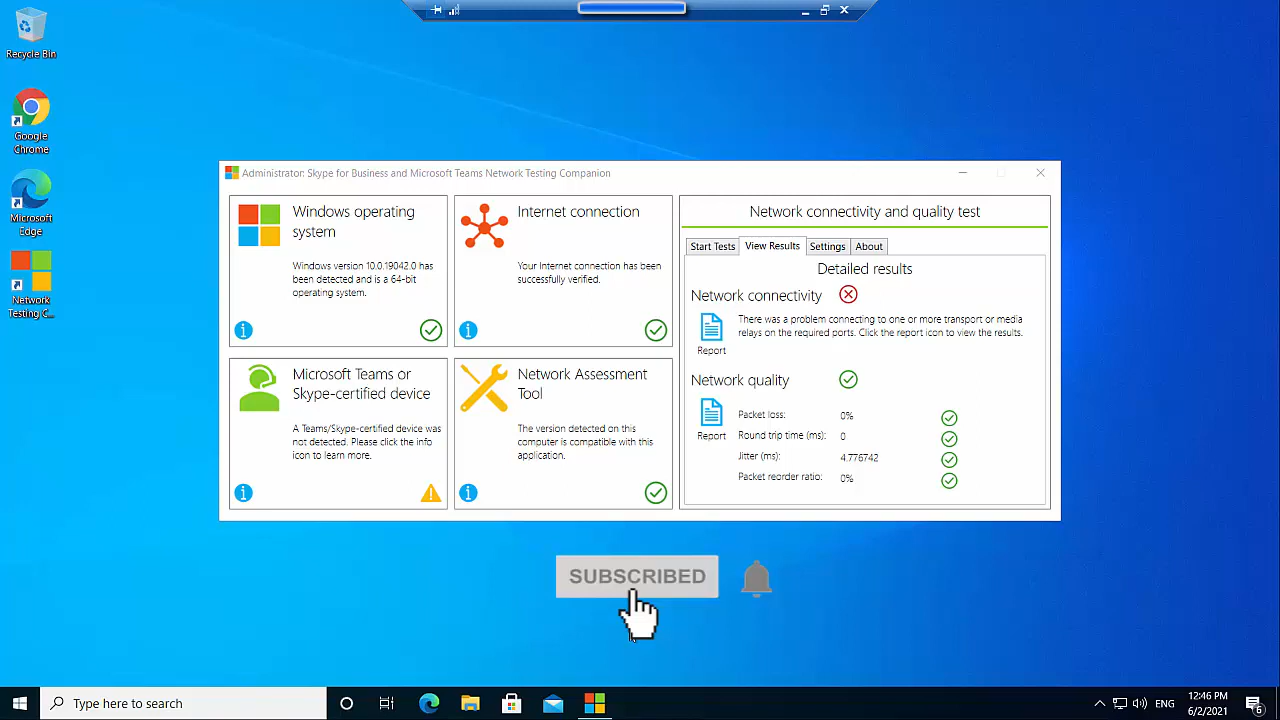 Recycle Bin
Google
Chrome
Microsoft
Edge
Network
Testing C...
Administrator: Skype for Business and Microsoft Teams Network Testing Companion
Windows operating
system
Windows version 10.0.19042.0 has
been detected and is a 64-bit
operating system.
Internet connection
Your Internet connection has been
successfully verified.
Microsoft Teams or
Skype-certified device
A Teams/Skype-certified device was
not detected. Please click the info
icon to learn more.
Network Assessment
Tool
The version detected on this
computer is compatible with this
application.
Network connectivity and quality test
Start Tests View Results Settings About
Detailed results
Network connectivity
There was a problem connecting to one or more transport or media
relays on the required ports. Click the report icon to view the results.
Report
Network quality
Report
Packet loss: 0%
Round trip time (ms): 0
Jitter (ms): 4.776742
Packet reorder ratio: 0%
SUBSCRIBED
Type here to search
ENG
12:46 PM
6/2/2021
6